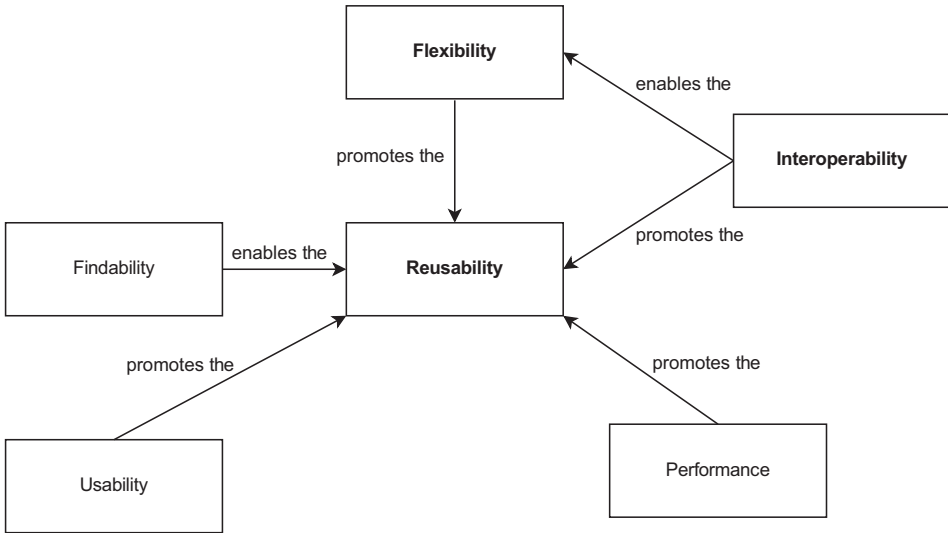 Flexibility
enables the
promotes the
Interoperability
promotes the
Findability
enables the
Reusability
promotes the
promotes the
Usability
Performance